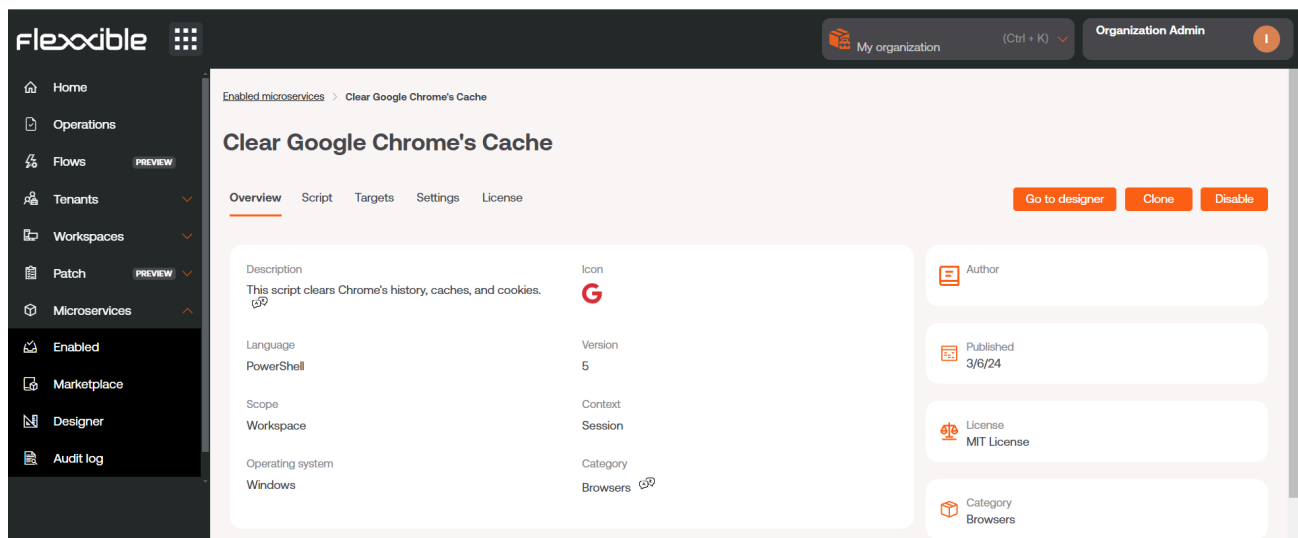 Flexxible
My organization
(Ctrl + K)
Organization Admin
I
Home
Operations
Flows PREVIEW
Tenants
Workspaces
Patch PREVIEW
Microservices
Enabled
Marketplace
Designer
Audit log
Enabled microservices > Clear Google Chrome's Cache
Clear Google Chrome's Cache
Overview Script Targets Settings License
Go to designer Clone Disable
Description
This script clears Chrome's history, caches, and cookies.
Icon
G
Language
PowerShell
Version
5
Scope
Workspace
Context
Session
Operating system
Windows
Category
Browsers
Author
Published
3/6/24
License
MIT License
Category
Browsers